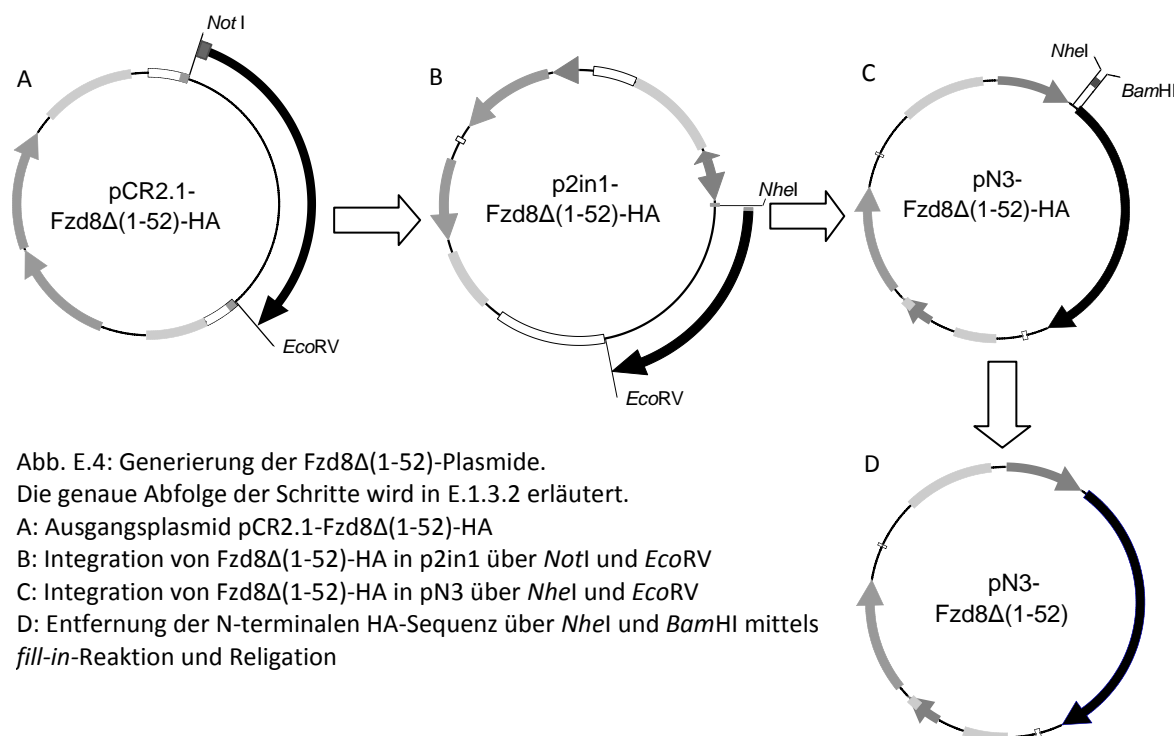 A
Not I
pCR2.1-
Fzd8Δ(1-52)-HA
EcoRV
B
p2in1-
Fzd8Δ(1-52)-HA
NheI
EcoRV
C
NheI
BamHI
pN3-
Fzd8Δ(1-52)-HA
D
pN3-
Fzd8Δ(1-52)
Abb. E.4: Generierung der Fzd8Δ(1-52)-Plasmide.
Die genaue Abfolge der Schritte wird in E.1.3.2 erläutert.
A: Ausgangsplasmid pCR2.1-Fzd8Δ(1-52)-HA
B: Integration von Fzd8Δ(1-52)-HA in p2in1 über NotI und EcoRV
C: Integration von Fzd8Δ(1-52)-HA in pN3 über NheI und EcoRV
D: Entfernung der N-terminalen HA-Sequenz über NheI und BamHI mittels
fill-in-Reaktion und Religation